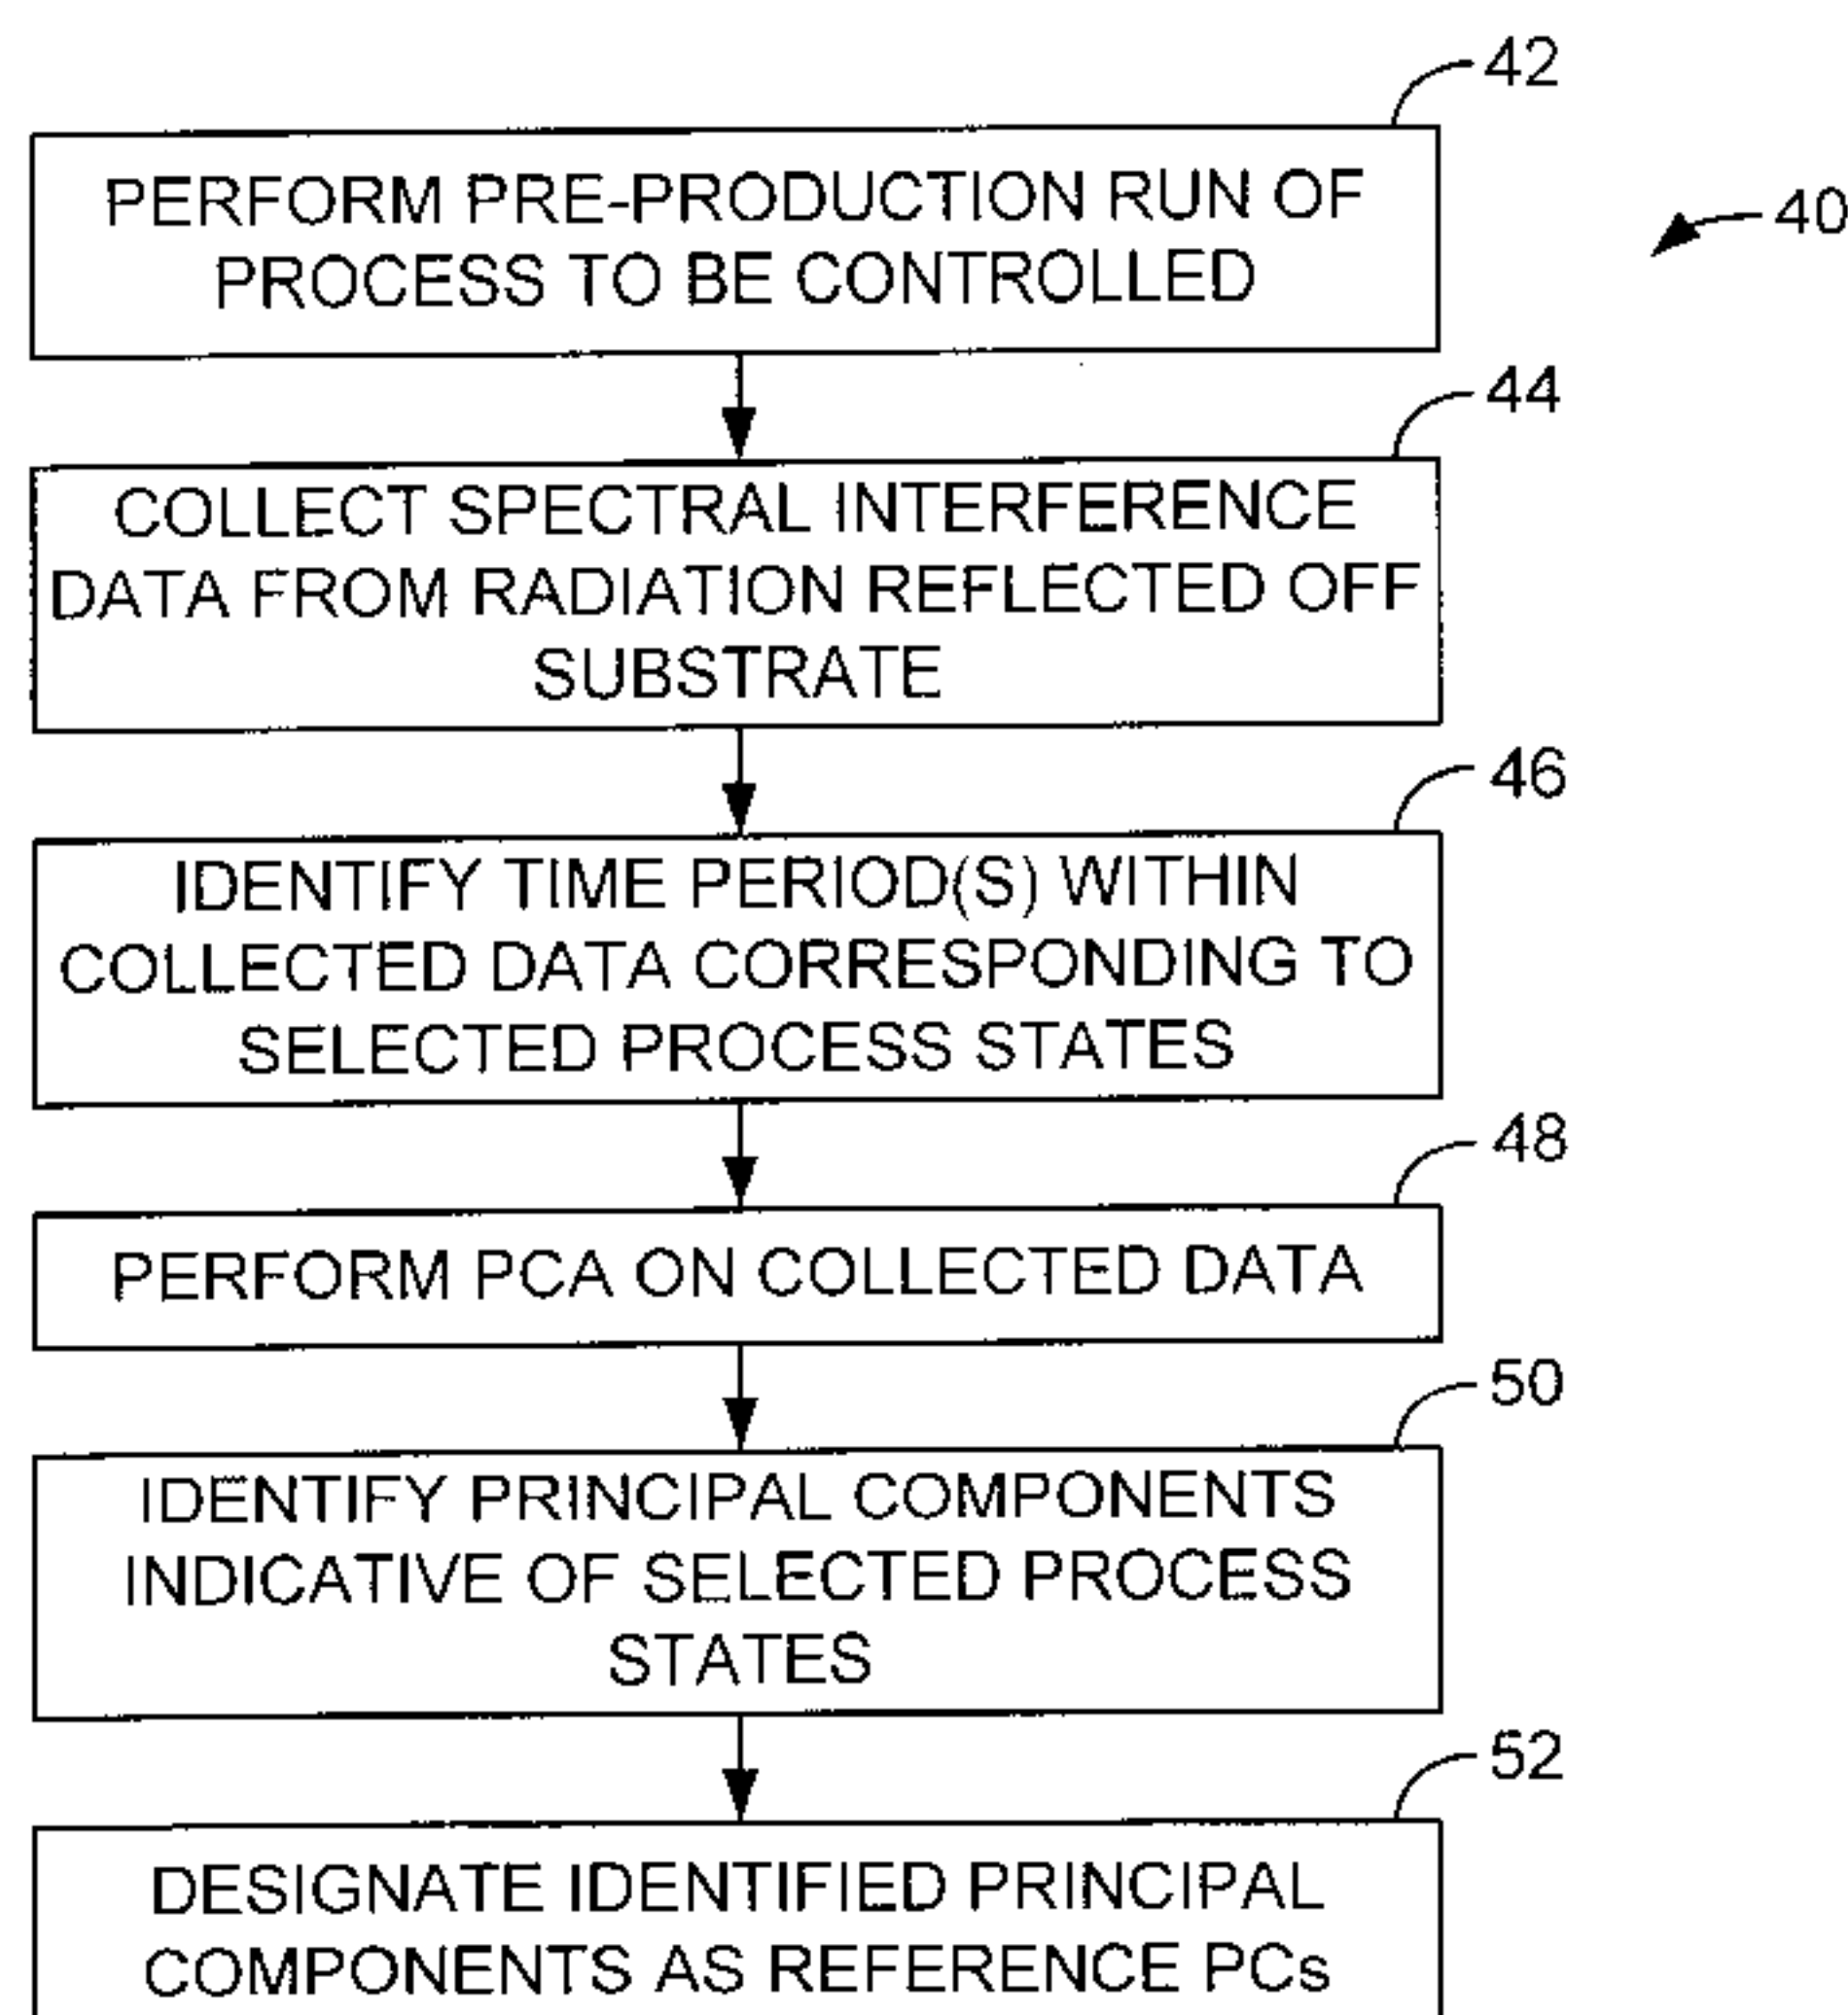 42
PERFORM PRE-PRODUCTION RUN OF
PROCESS TO BE CONTROLLED
40
44
COLLECT SPECTRAL INTERFERENCE
DATA FROM RADIATION REFLECTED OFF
SUBSTRATE
46
IDENTIFY TIME PERIOD(S) WITHIN
COLLECTED DATA CORRESPONDING TO
SELECTED PROCESS STATES
48
PERFORM PCA ON COLLECTED DATA
50
IDENTIFY PRINCIPAL COMPONENTS
INDICATIVE OF SELECTED PROCESS
STATES
52
DESIGNATE IDENTIFIED PRINCIPAL
COMPONENTS AS REFERENCE PCs